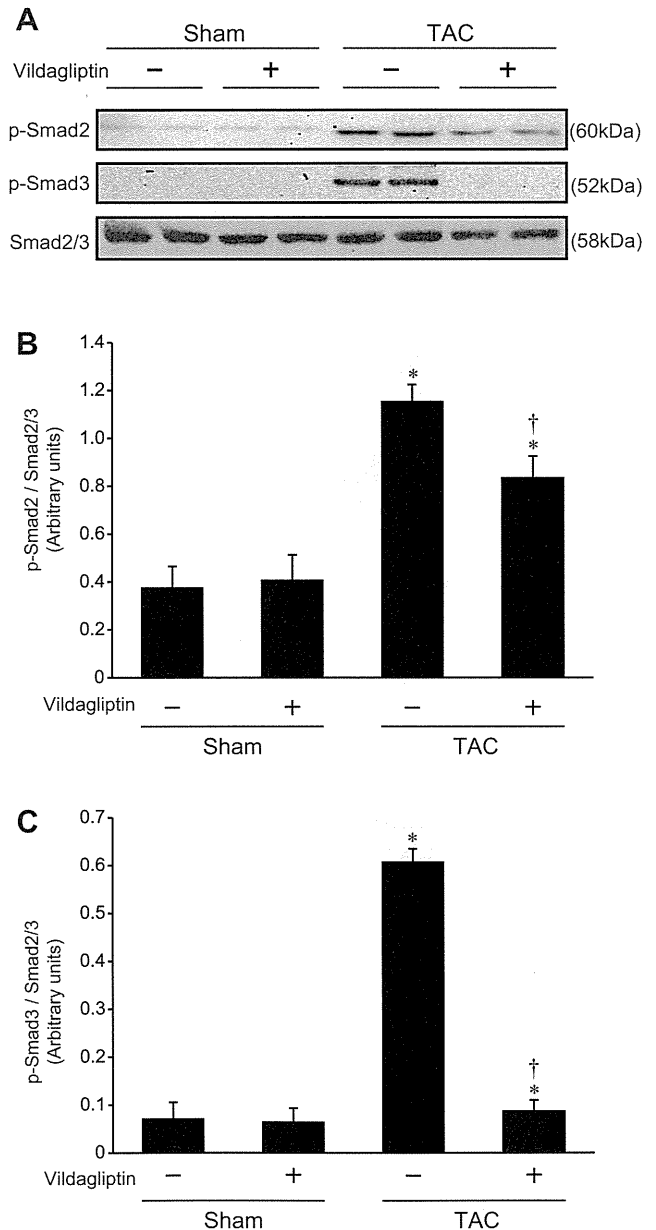 A
Sham TAC
Vildagliptin − + − +
p-Smad2 (60kDa)
p-Smad3 (52kDa)
Smad2/3 (58kDa)
B
p-Smad2 / Smad2/3
(Arbitrary units)
1.4
1.2
1.0
0.8
0.6
0.4
0.2
0
*
†
*
Vildagliptin − + − +
Sham TAC
C
p-Smad3 / Smad2/3
(Arbitrary units)
0.7
0.6
0.5
0.4
0.3
0.2
0.1
0
*
†
*
Vildagliptin − + − +
Sham TAC